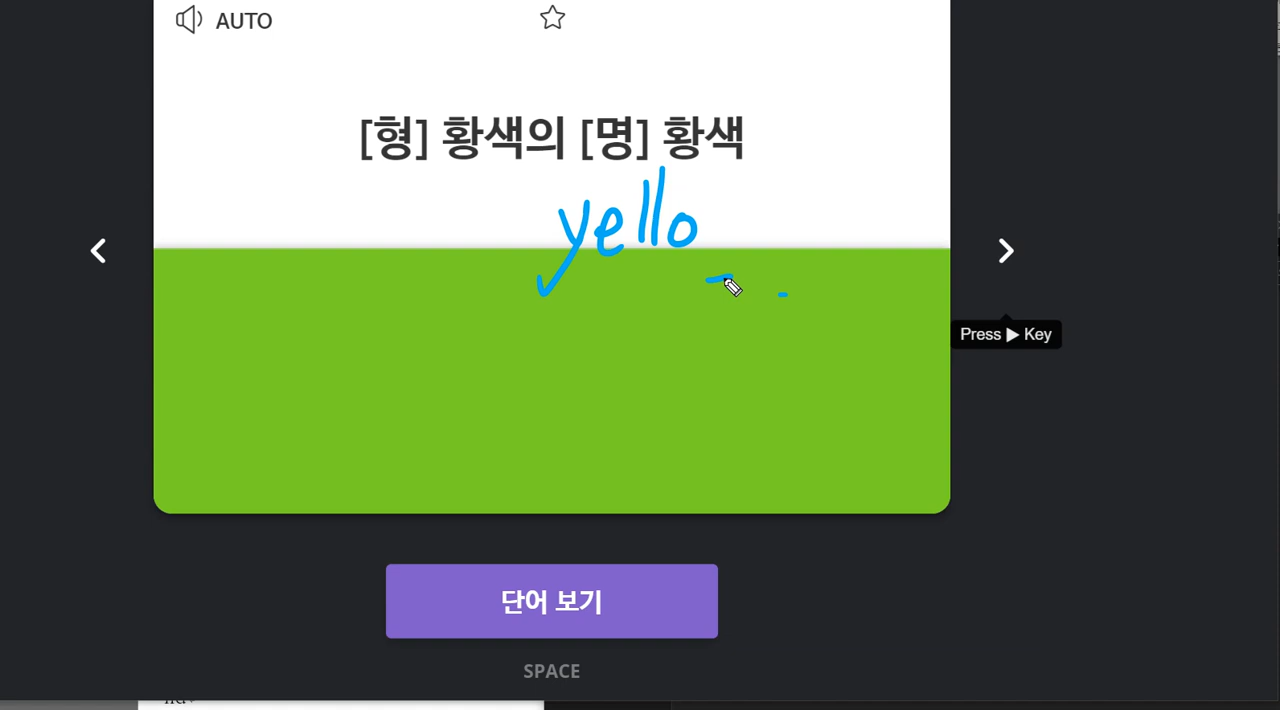 AUTO
[형] 황색의 [명] 황색
yello
Press ▶ Key
단어 보기
SPACE